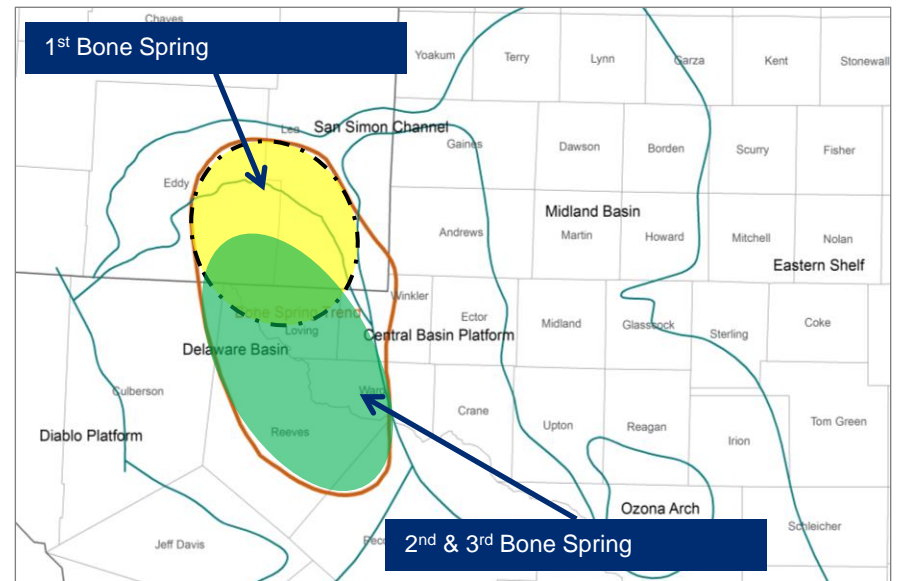 Chaves
1st Bone Spring
Yoakum
Terry
Lynn
Garza
Kent
Stonewall
Lea
San Simon Channel
Gaines
Dawson
Borden
Scurry
Fisher
Eddy
Midland Basin
Andrews
Martin
Howard
Mitchell
Nolan
Eastern Shelf
Winkler
Bone Spring Trend
Loving
Ector
Central Basin Platform
Midland
Glasscock
Sterling
Coke
Delaware Basin
Culberson
Ward
Crane
Upton
Reagan
Irion
Tom Green
Diablo Platform
Reeves
Ozona Arch
Schleicher
Jeff Davis
Pec
2nd & 3rd Bone Spring